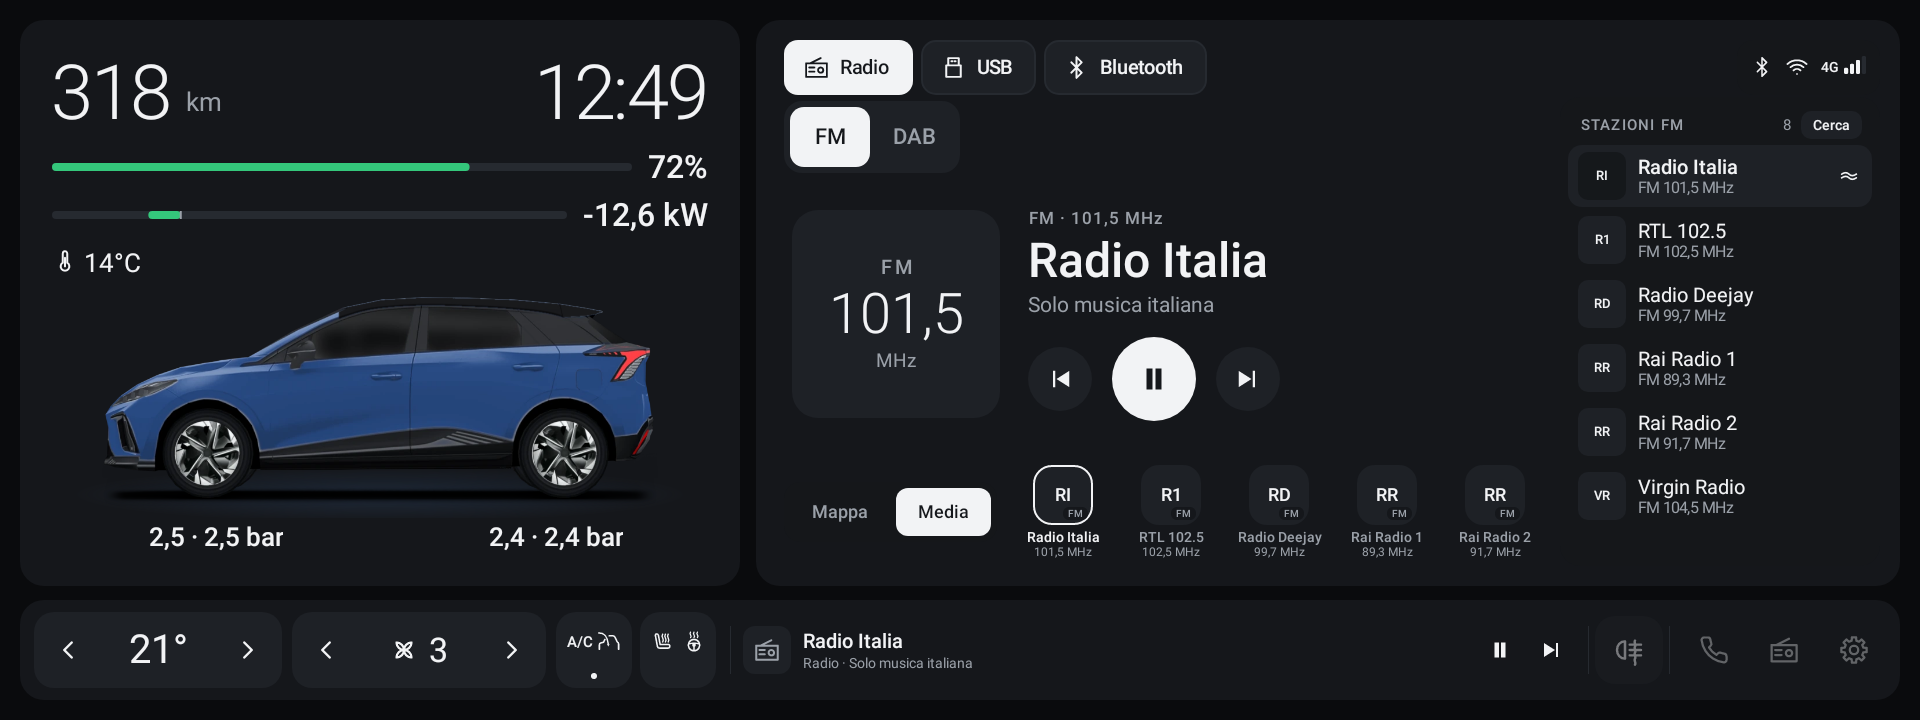 318 km
12:49
72%
-12,6 kW
14°C
2,5 · 2,5 bar
2,4 · 2,4 bar
Radio
USB
Bluetooth
4G
FM
DAB
FM
101,5
MHz
FM · 101,5 MHz
Radio Italia
Solo musica italiana
Mappa
Media
RI
FM
Radio Italia
101,5 MHz
R1
FM
RTL 102.5
102,5 MHz
RD
FM
Radio Deejay
99,7 MHz
RR
FM
Rai Radio 1
89,3 MHz
RR
FM
Rai Radio 2
91,7 MHz
STAZIONI FM
8
Cerca
RI
Radio Italia
FM 101,5 MHz
R1
RTL 102.5
FM 102,5 MHz
RD
Radio Deejay
FM 99,7 MHz
RR
Rai Radio 1
FM 89,3 MHz
RR
Rai Radio 2
FM 91,7 MHz
VR
Virgin Radio
FM 104,5 MHz
21°
3
A/C
Radio Italia
Radio · Solo musica italiana